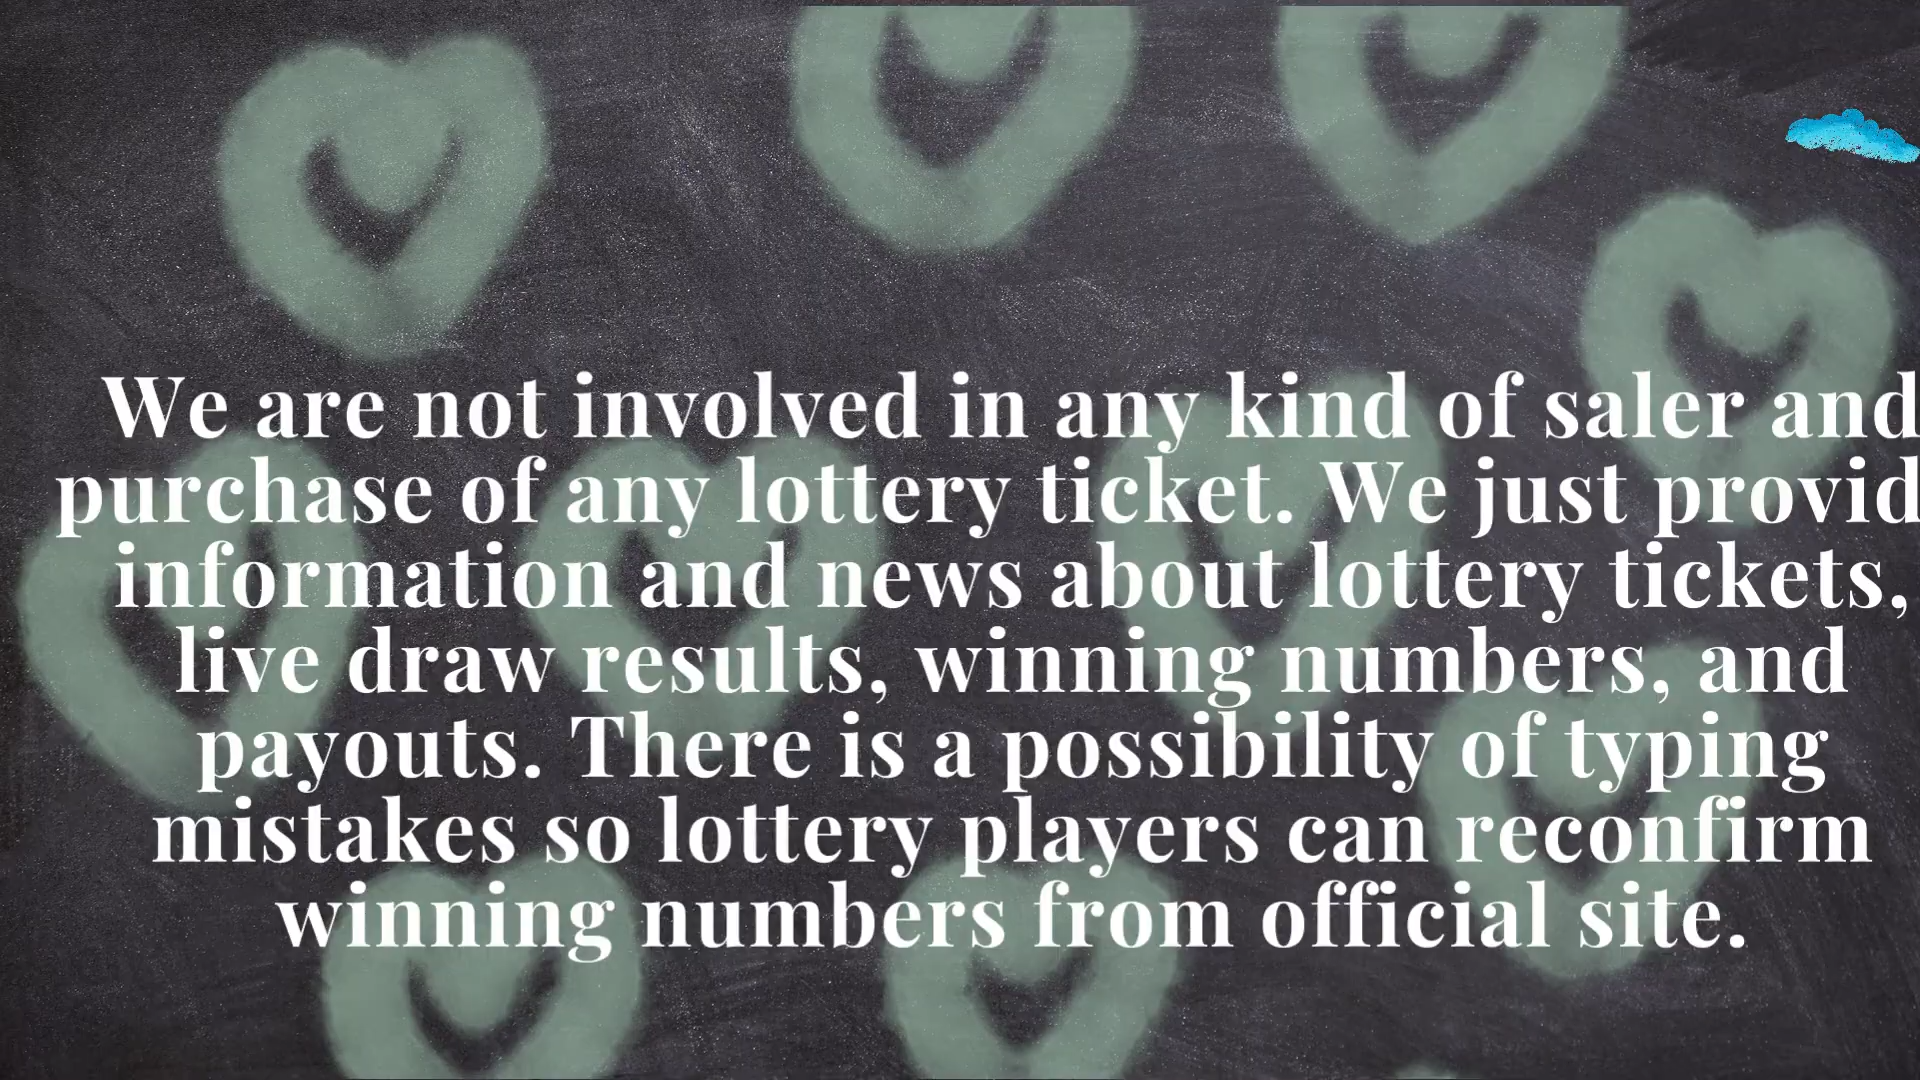 We are not involved in any kind of saler and
purchase of any lottery ticket. We just provid
information and news about lottery tickets,
live draw results, winning numbers, and
payouts. There is a possibility of typing
mistakes so lottery players can reconfirm
winning numbers from official site.